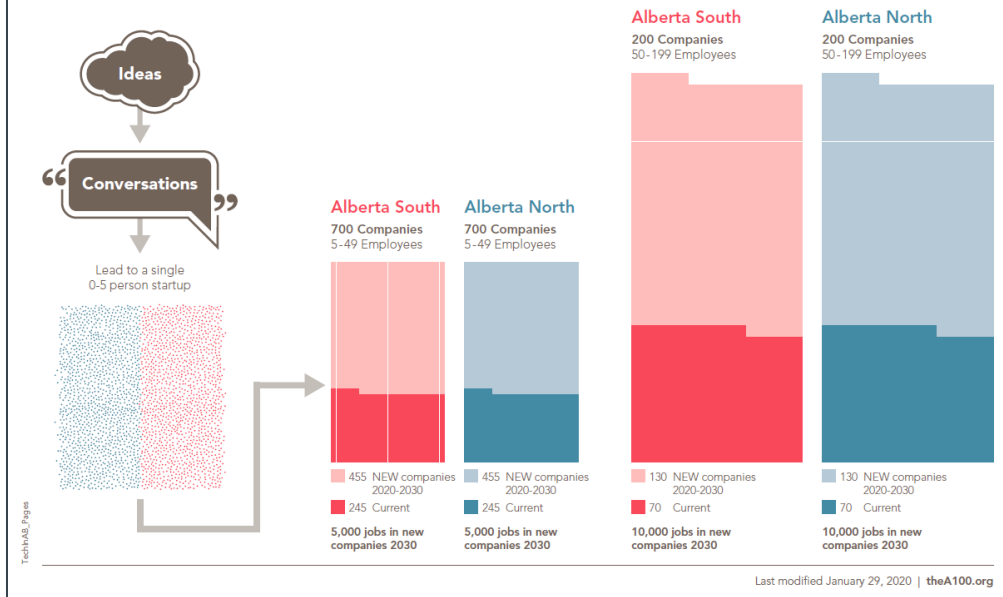 Ideas
Conversations
Lead to a single
0-5 person startup
Alberta South
700 Companies
5-49 Employees
455 NEW companies
2020-2030
245 Current
5,000 jobs in new
companies 2030
Alberta North
700 Companies
5-49 Employees
455 NEW companies
2020-2030
245 Current
5,000 jobs in new
companies 2030
Alberta South
200 Companies
50-199 Employees
130 NEW companies
2020-2030
70 Current
10,000 jobs in new
companies 2030
Alberta North
200 Companies
50-199 Employees
130 NEW companies
2020-2030
70 Current
10,000 jobs in new
companies 2030
TechInAB_Pages
Last modified January 29, 2020 | theA100.org